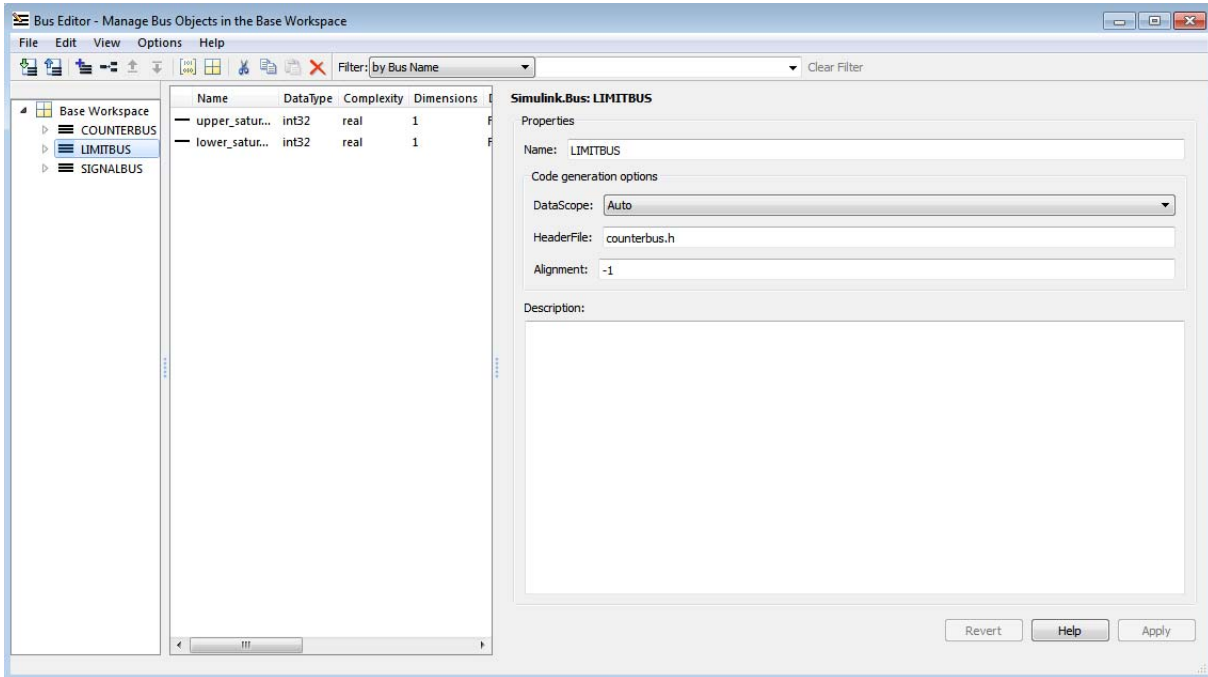 Bus Editor - Manage Bus Objects in the Base Workspace
File Edit View Options Help
Filter: by Bus Name Clear Filter
Base Workspace
COUNTERBUS
LIMITBUS
SIGNALBUS
Name DataType Complexity Dimensions
upper_satur... int32 real 1
lower_satur... int32 real 1
Simulink.Bus: LIMITBUS
Properties
Name: LIMITBUS
Code generation options
DataScope: Auto
HeaderFile: counterbus.h
Alignment: -1
Description:
Revert Help Apply